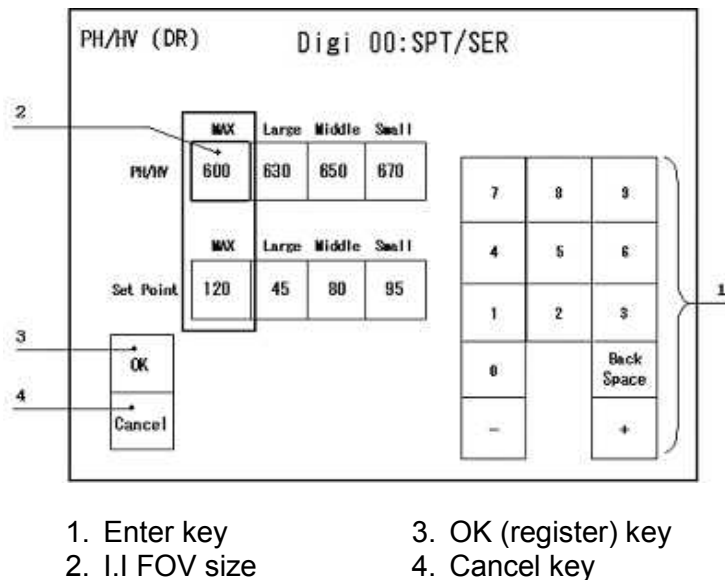 PH/HV (DR) Digi 00:SPT/SER
2
MAX Large Middle Small
PH/HV 600 630 650 670
7 8 9
MAX Large Middle Small
4 5 6
Set Point 120 45 80 95
1
1 2 3
3
OK
0 Back Space
4
Cancel
- +
1. Enter key 3. OK (register) key
2. I.I FOV size 4. Cancel key